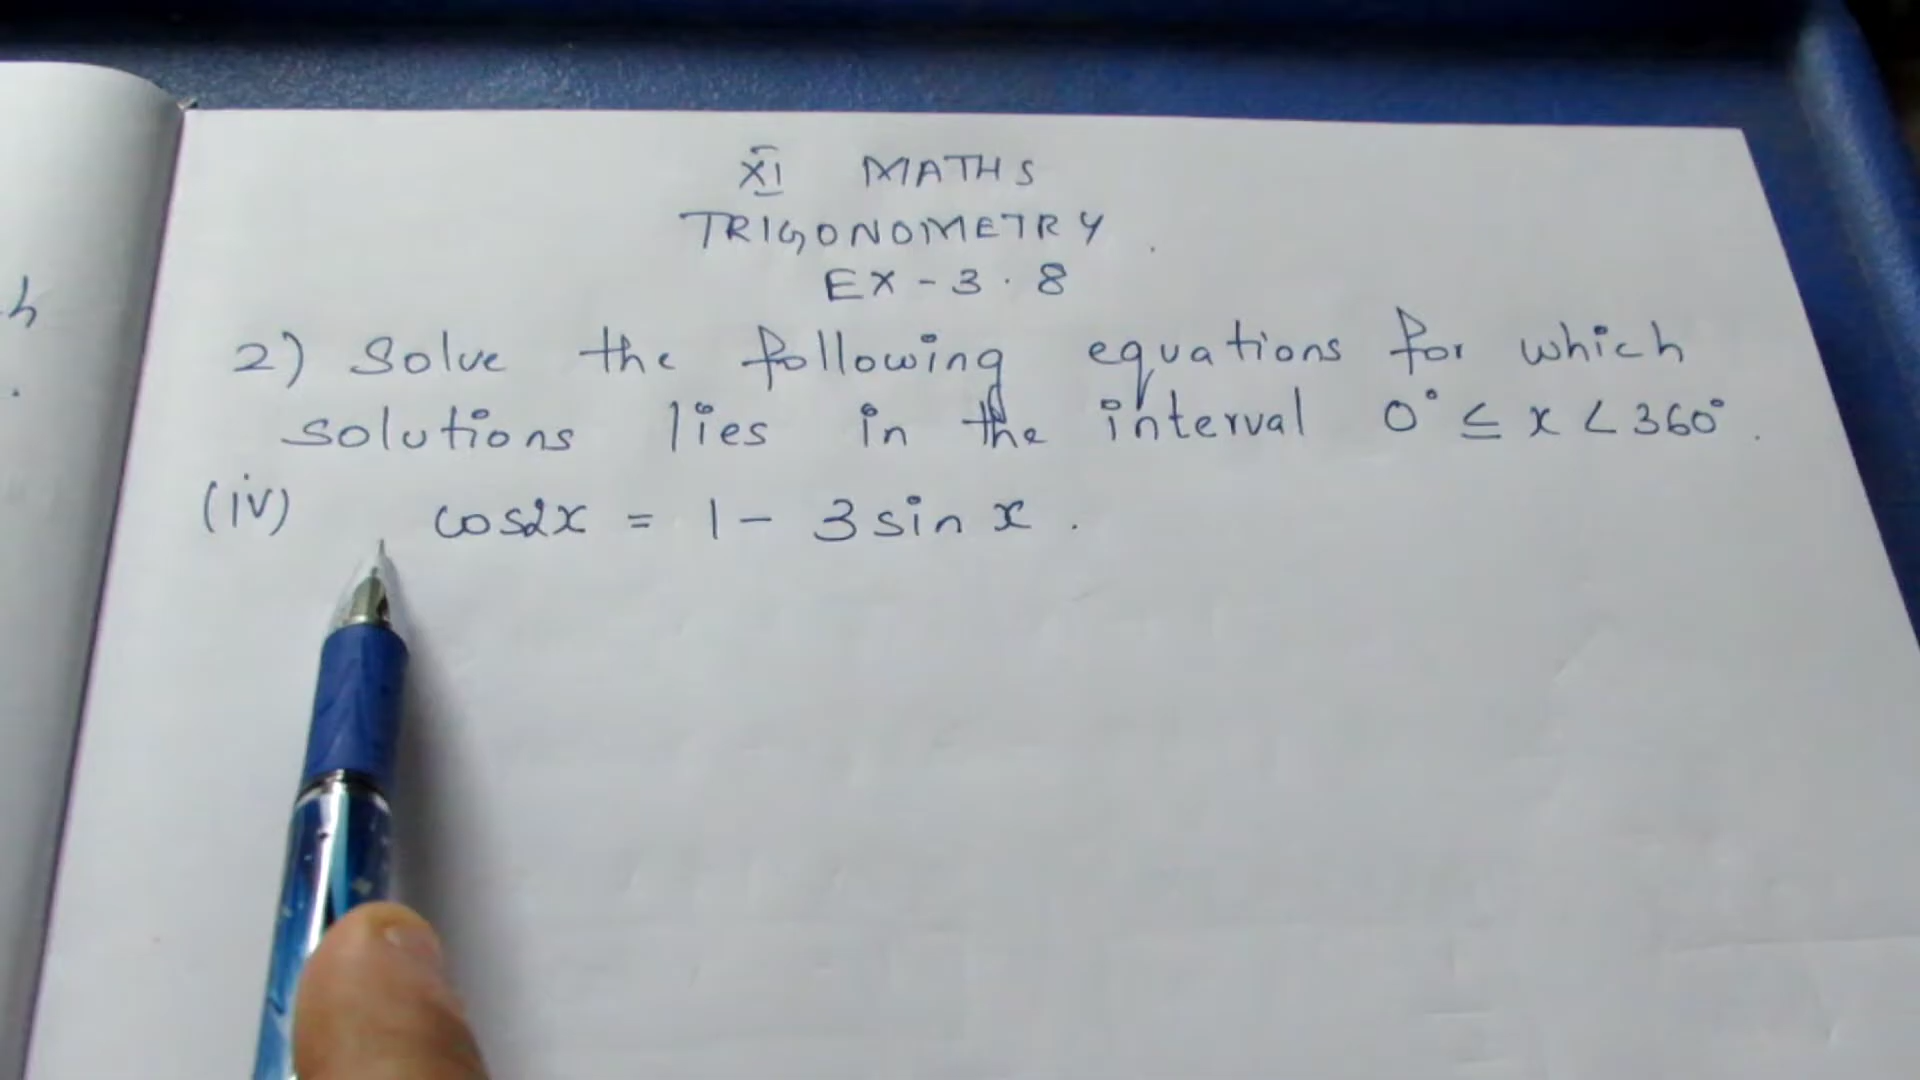 XI MATHS
TRIGONOMETRY
EX - 3.8
2) Solve the following equations for which
solutions lies in the interval 0° ≤ x < 360°.
(iv) cos2x = 1 - 3 sin x.